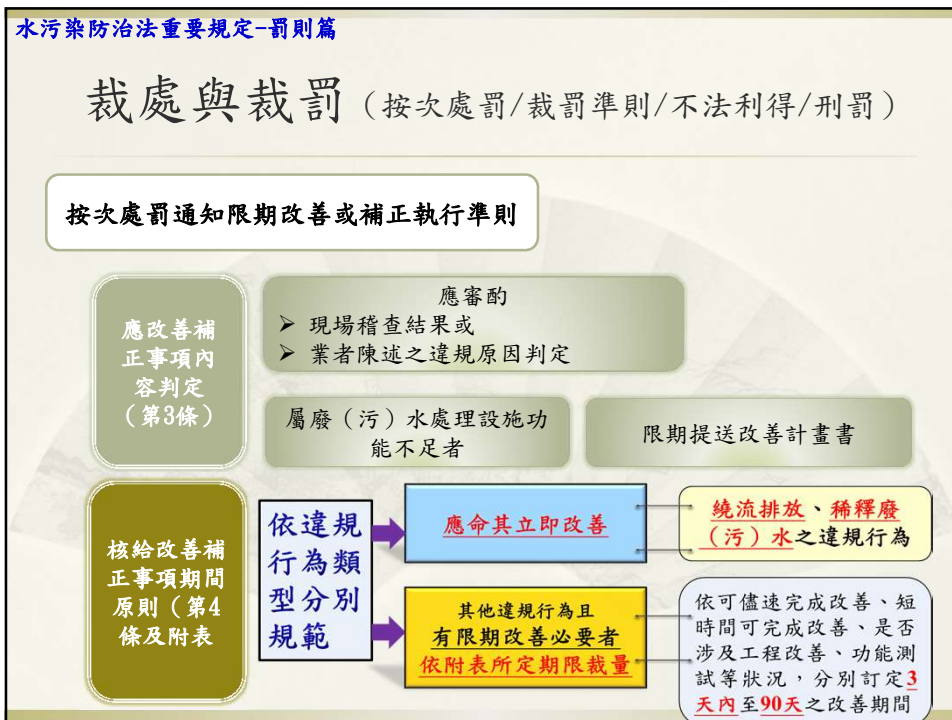 水污染防治法重要規定-罰則篇
裁處與裁罰(按次處罰/裁罰準則/不法利得/刑罰)
按次處罰通知限期改善或補正執行準則
應改善補
正事項內
容判定
(第3條)
應審酌
➢ 現場稽查結果或
➢ 業者陳述之違規原因判定
屬廢(污)水處理設施功
能不足者
限期提送改善計畫書
核給改善補
正事項期間
原則(第4
條及附表
依違規
行為類
型分別
規範
應命其立即改善
繞流排放、稀釋廢
(污)水之違規行為
其他違規行為且
有限期改善必要者
依附表所定期限裁量
依可儘速完成改善、短
時間可完成改善、是否
涉及工程改善、功能測
試等狀況,分別訂定3
天內至90天之改善期間